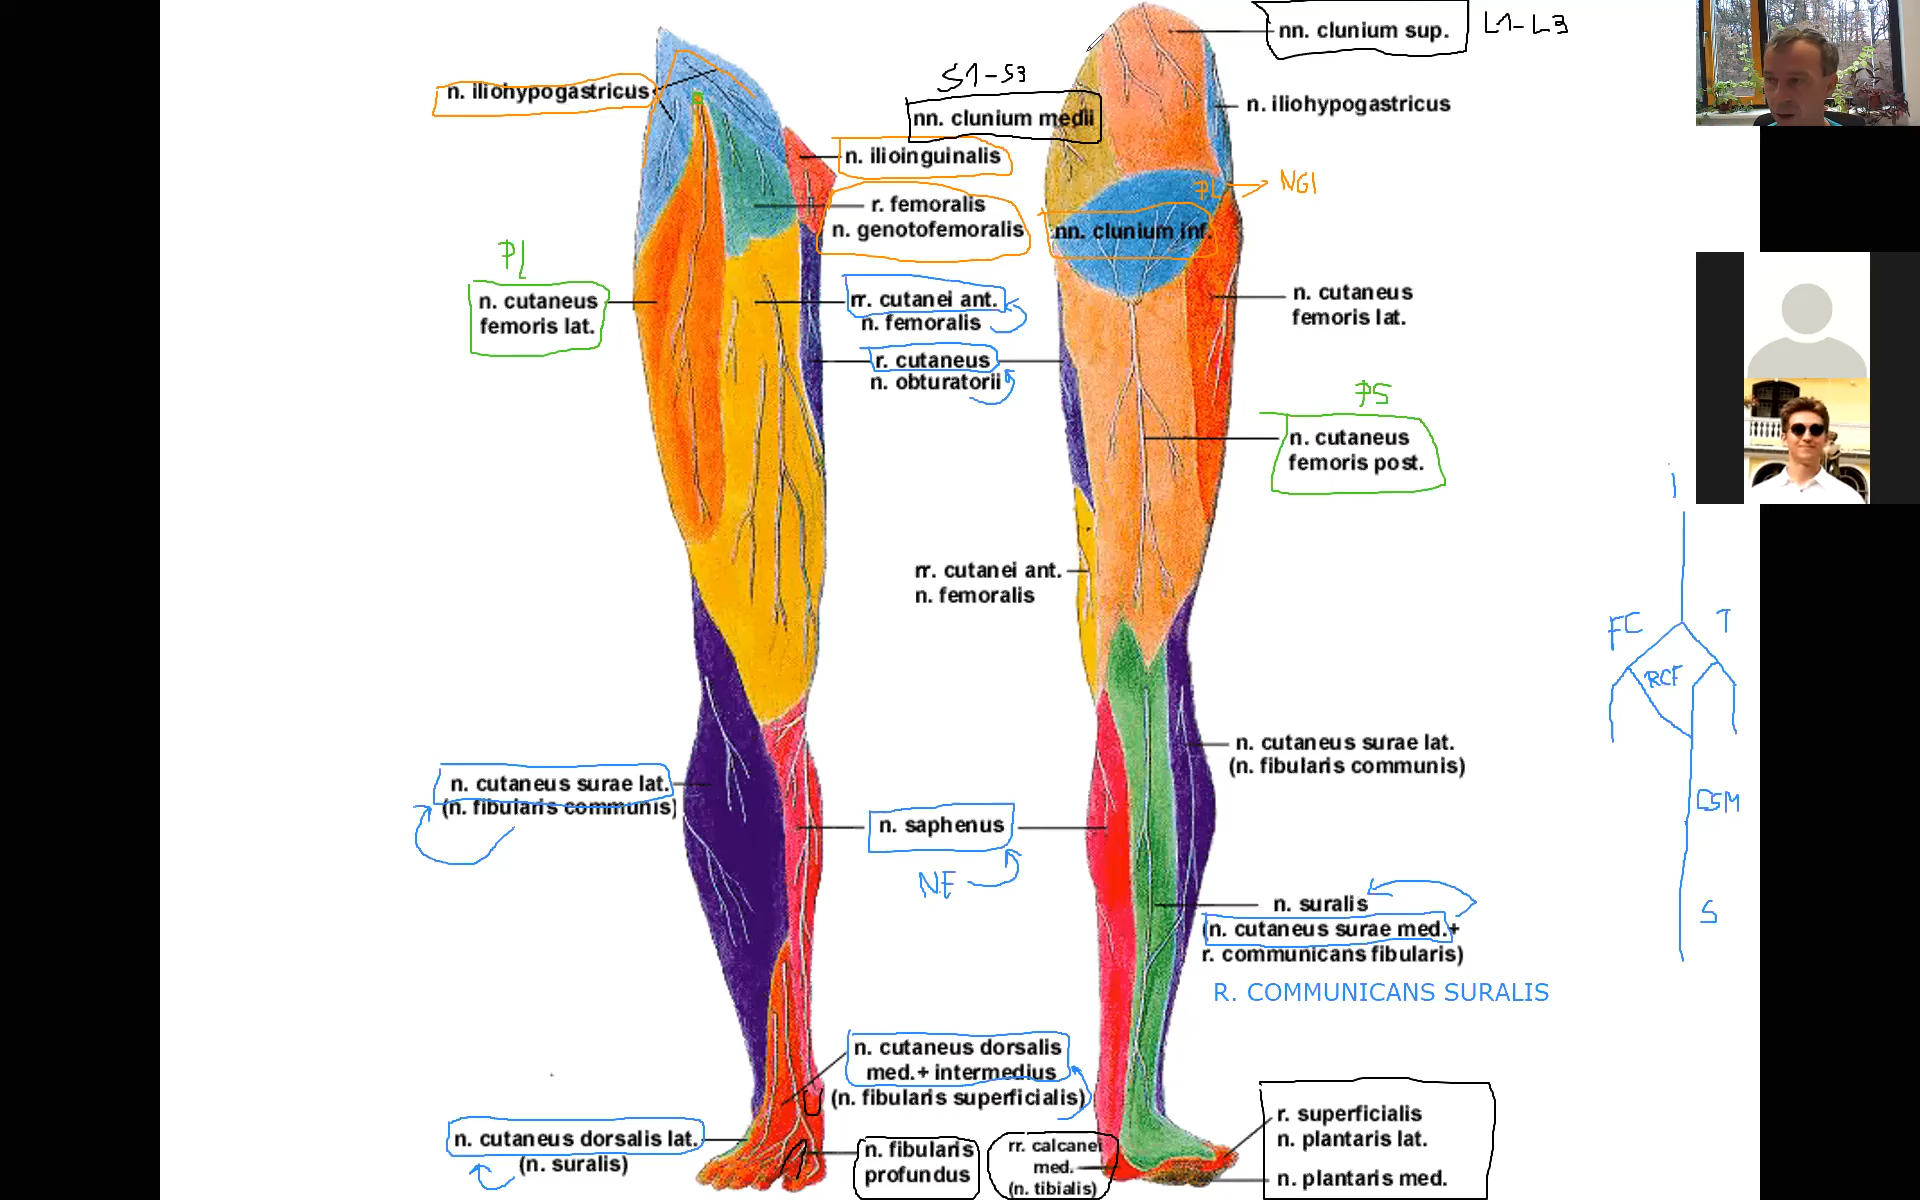 nn. clunium sup.
L1-L3
n. iliohypogastricus
S1-S3
nn. clunium medii
n. iliohypogastricus
n. ilioinguinalis
PL
NGI
r. femoralis
n. genotofemoralis
nn. clunium inf.
PL
n. cutaneus
femoris lat.
rr. cutanei ant.
n. femoralis
n. cutaneus
femoris lat.
r. cutaneus
n. obturatorii
PS
n. cutaneus
femoris post.
I
rr. cutanei ant.
n. femoralis
FC
T
RCF
n. cutaneus surae lat.
(n. fibularis communis)
n. cutaneus surae lat.
(n. fibularis communis)
CSM
n. saphenus
NF
n. suralis
(n. cutaneus surae med.+
r. communicans fibularis)
S
R. COMMUNICANS SURALIS
n. cutaneus dorsalis
med.+ intermedius
(n. fibularis superficialis)
n. cutaneus dorsalis lat.
(n. suralis)
n. fibularis
profundus
rr. calcanei
med.
(n. tibialis)
r. superficialis
n. plantaris lat.
n. plantaris med.